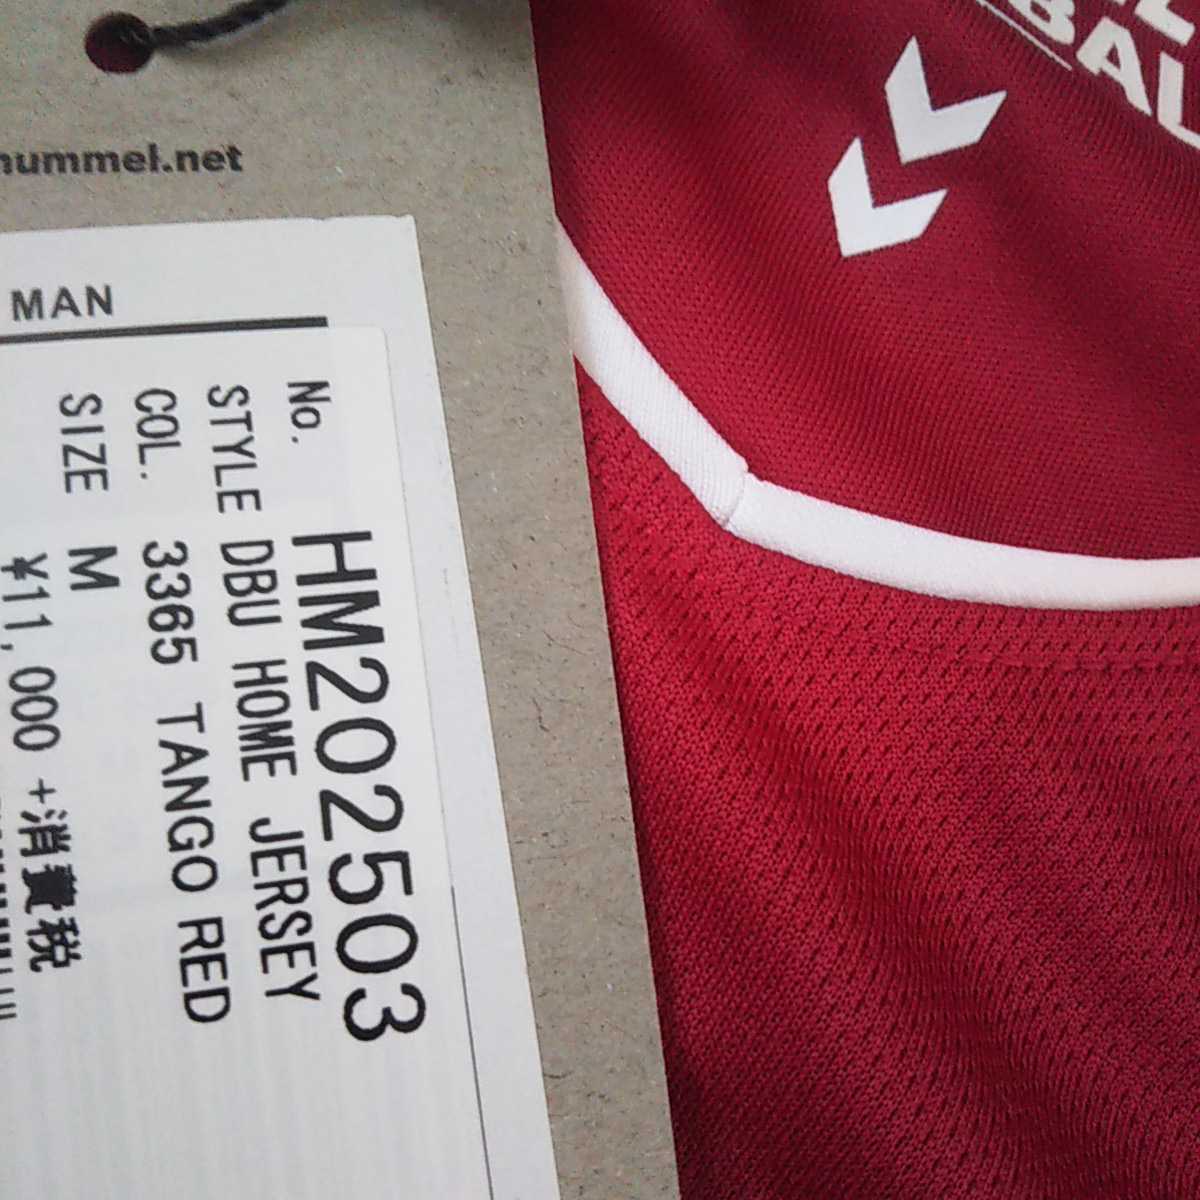 hummel.net
MAN
No. HM202503
STYLE DBU HOME JERSEY
COL. 3365 TANGO RED
SIZE M
¥11,000 +消費税